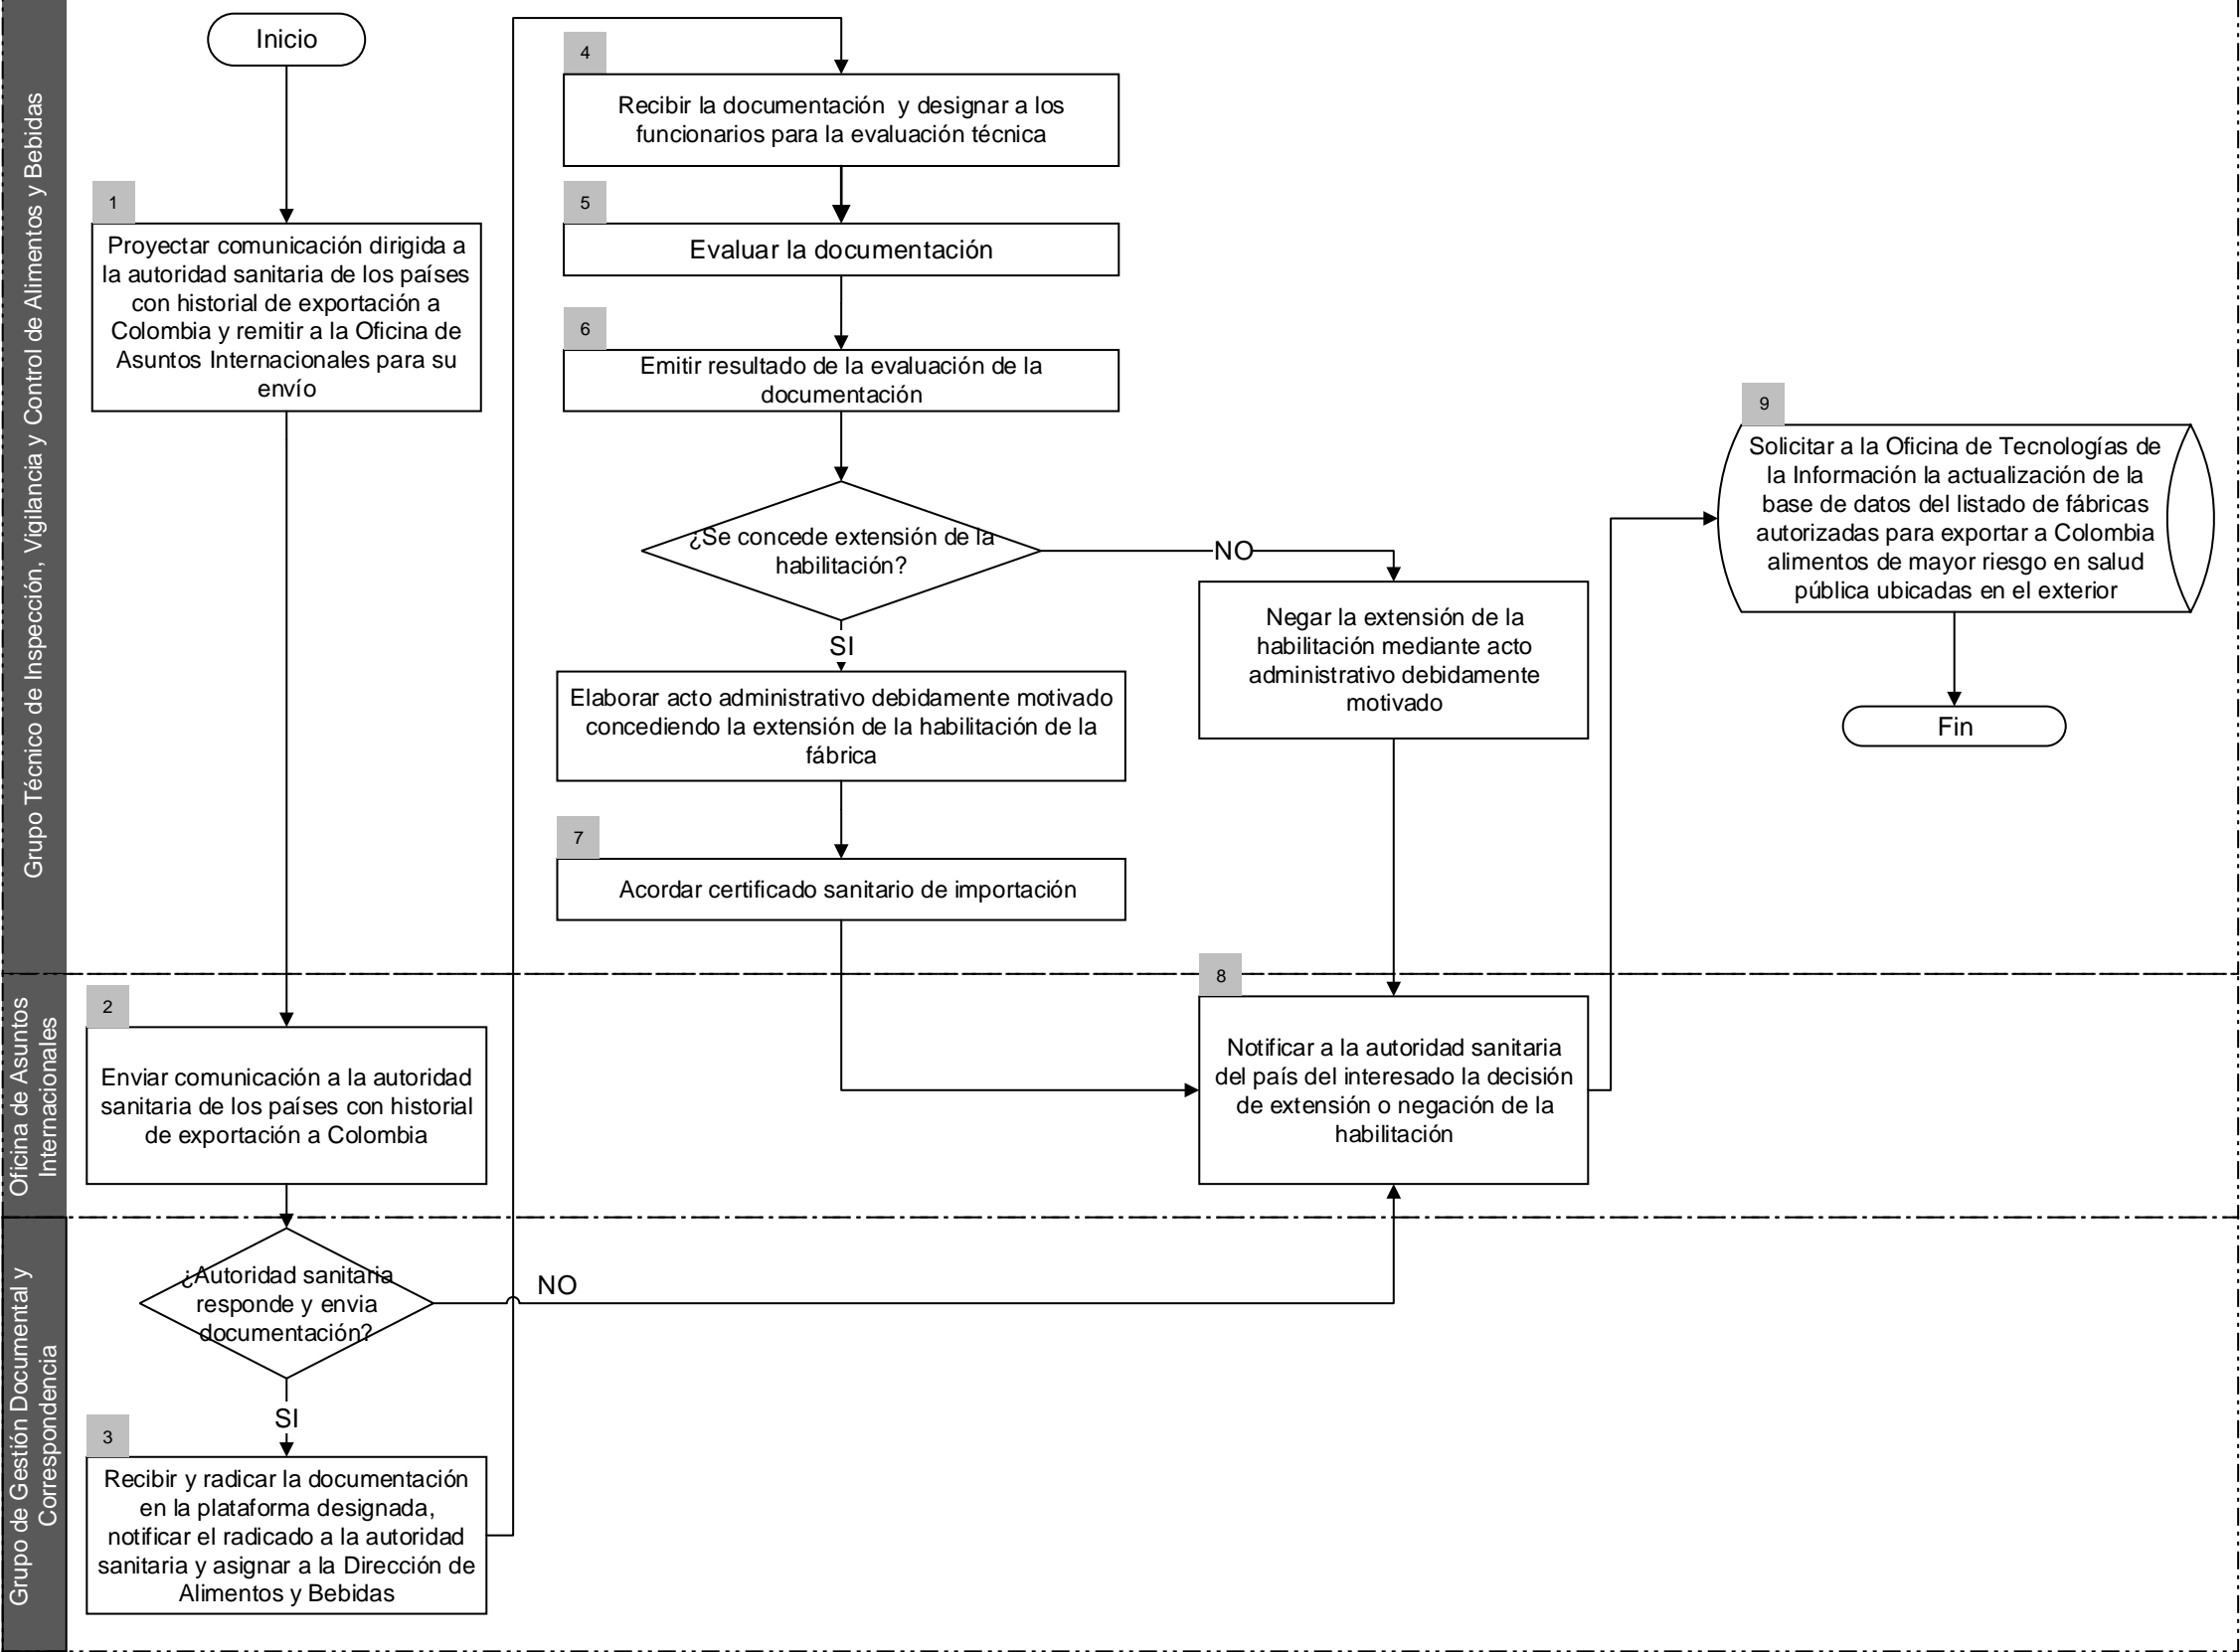 Grupo Técnico de Inspección, Vigilancia y Control de Alimentos y Bebidas
Inicio
1
Proyectar comunicación dirigida a
la autoridad sanitaria de los países
con historial de exportación a
Colombia y remitir a la Oficina de
Asuntos Internacionales para su
envío
4
Recibir la documentación y designar a los
funcionarios para la evaluación técnica
5
Evaluar la documentación
6
Emitir resultado de la evaluación de la
documentación
¿Se concede extensión de la
habilitación?
NO
SI
Negar la extensión de la
habilitación mediante acto
administrativo debidamente
motivado
Elaborar acto administrativo debidamente motivado
concediendo la extensión de la habilitación de la
fábrica
7
Acordar certificado sanitario de importación
9
Solicitar a la Oficina de Tecnologías de
la Información la actualización de la
base de datos del listado de fábricas
autorizadas para exportar a Colombia
alimentos de mayor riesgo en salud
pública ubicadas en el exterior
Fin
Oficina de Asuntos
Internacionales
2
Enviar comunicación a la autoridad
sanitaria de los países con historial
de exportación a Colombia
8
Notificar a la autoridad sanitaria
del país del interesado la decisión
de extensión o negación de la
habilitación
Grupo de Gestión Documental y
Correspondencia
¿Autoridad sanitaria
responde y envia
documentación?
NO
SI
3
Recibir y radicar la documentación
en la plataforma designada,
notificar el radicado a la autoridad
sanitaria y asignar a la Dirección de
Alimentos y Bebidas